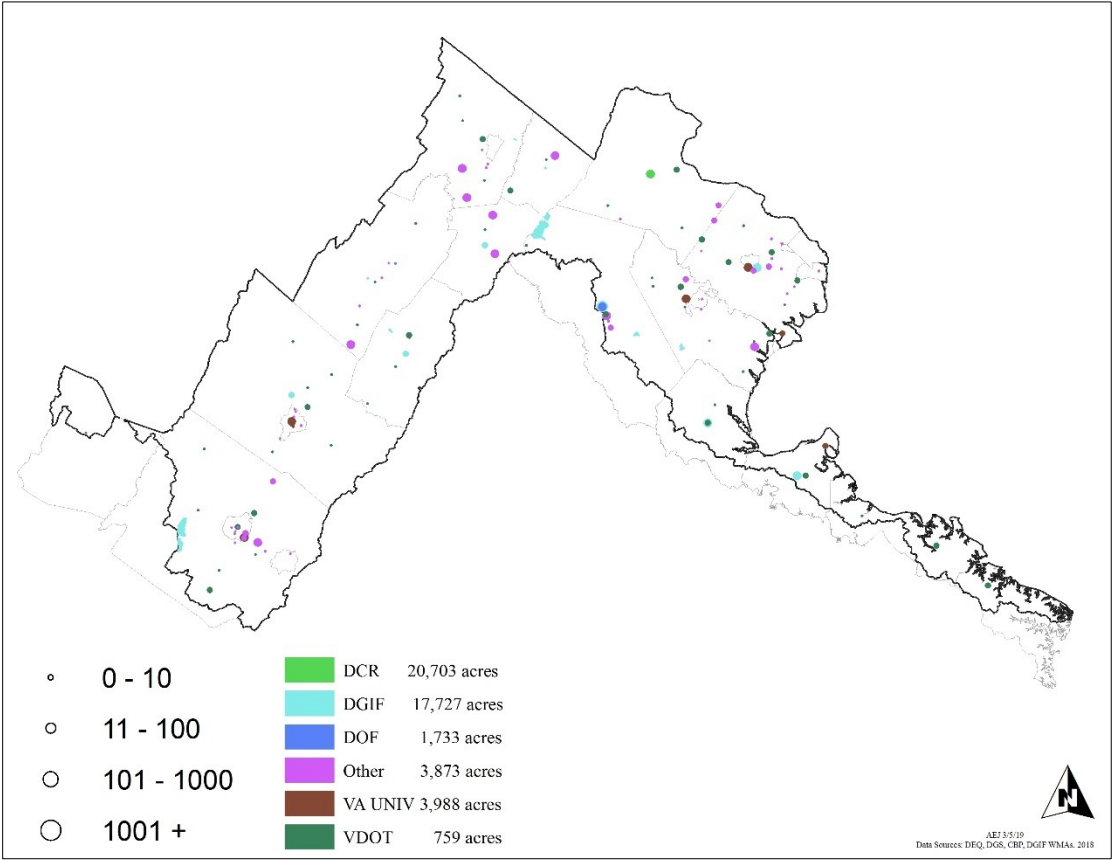 0 - 10
11 - 100
101 - 1000
1001 +
DCR 20,703 acres
DGIF 17,727 acres
DOF 1,733 acres
Other 3,873 acres
VA UNIV 3,988 acres
VDOT 759 acres
N
AEJ 3/5/19
Data Sources: DEQ, DGS, CBP, DGIF WMAs, 2018